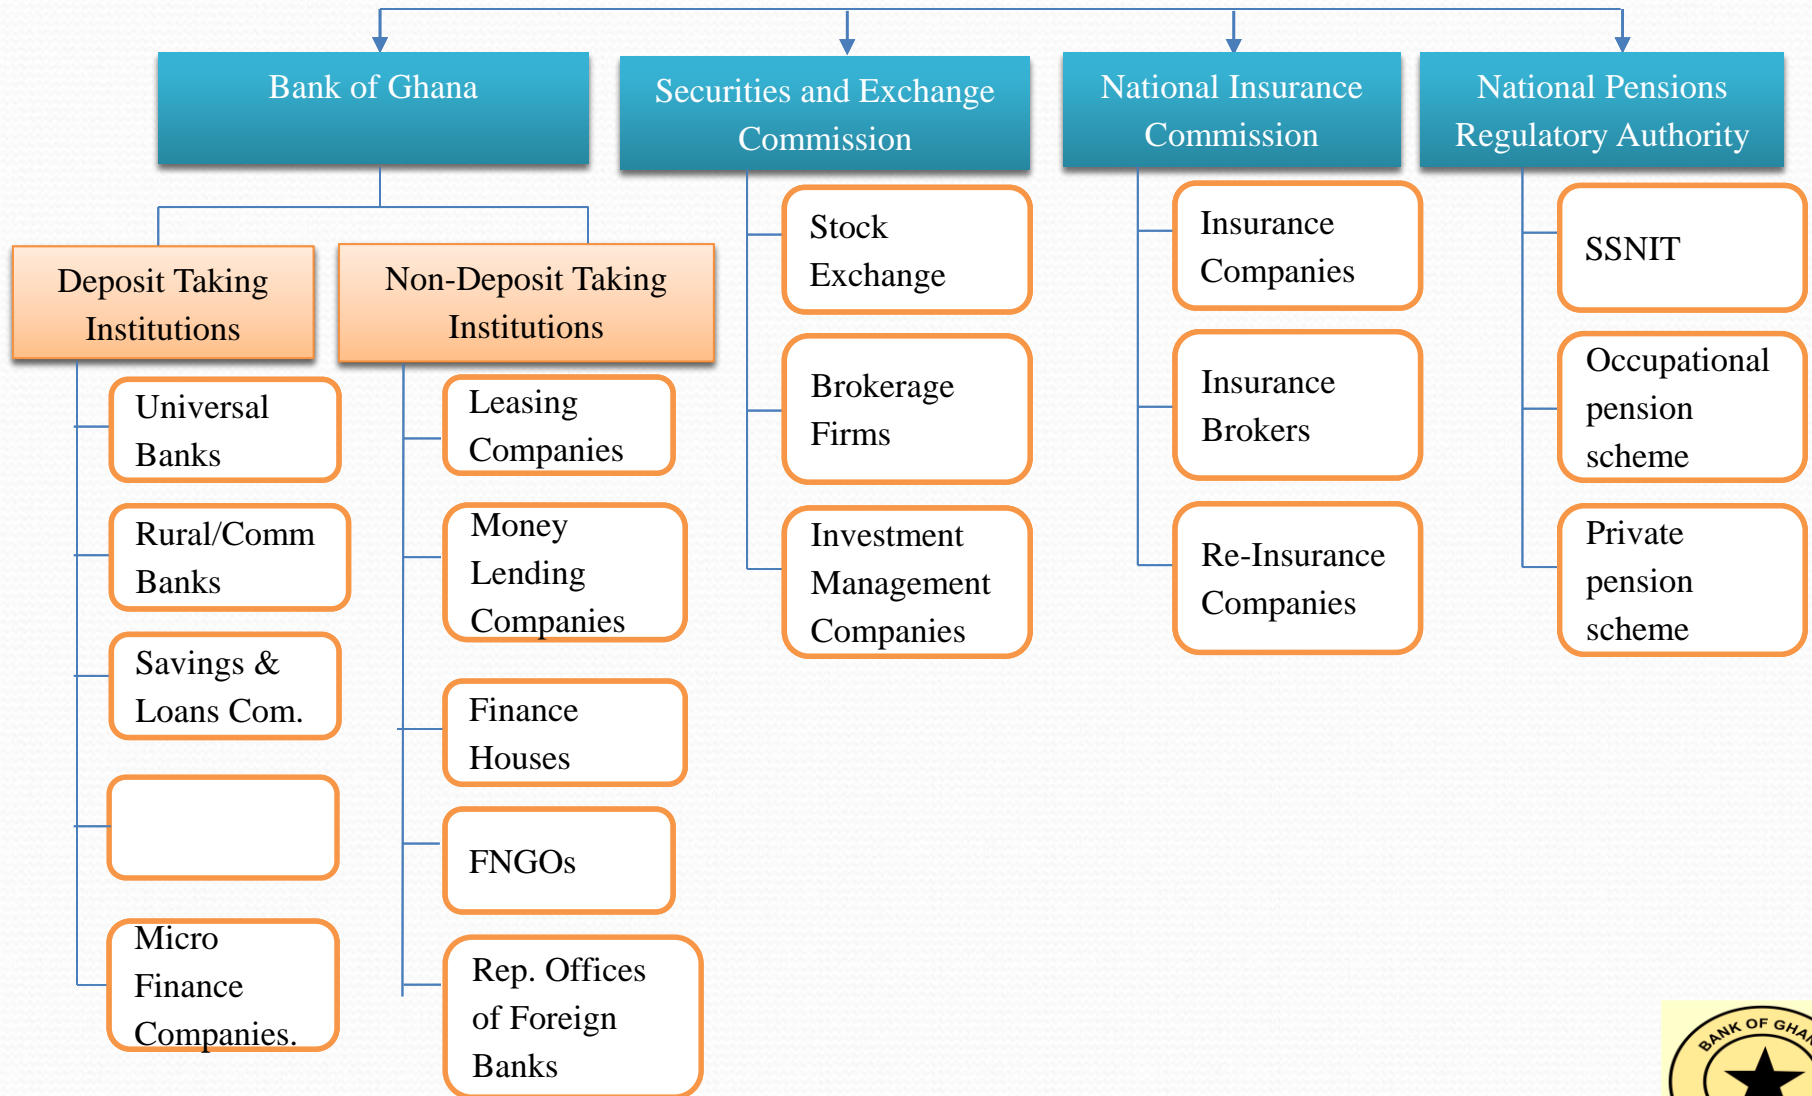 Bank of Ghana
Securities and Exchange
Commission
National Insurance
Commission
National Pensions
Regulatory Authority
Deposit Taking
Institutions
Universal
Banks
Rural/Comm
Banks
Savings &
Loans Com.
Micro
Finance
Companies.
Non-Deposit Taking
Institutions
Leasing
Companies
Money
Lending
Companies
Finance
Houses
FNGOs
Rep. Offices
of Foreign
Banks
Stock
Exchange
Brokerage
Firms
Investment
Management
Companies
Insurance
Companies
Insurance
Brokers
Re-Insurance
Companies
SSNIT
Occupational
pension
scheme
Private
pension
scheme
BANK OF GHAN